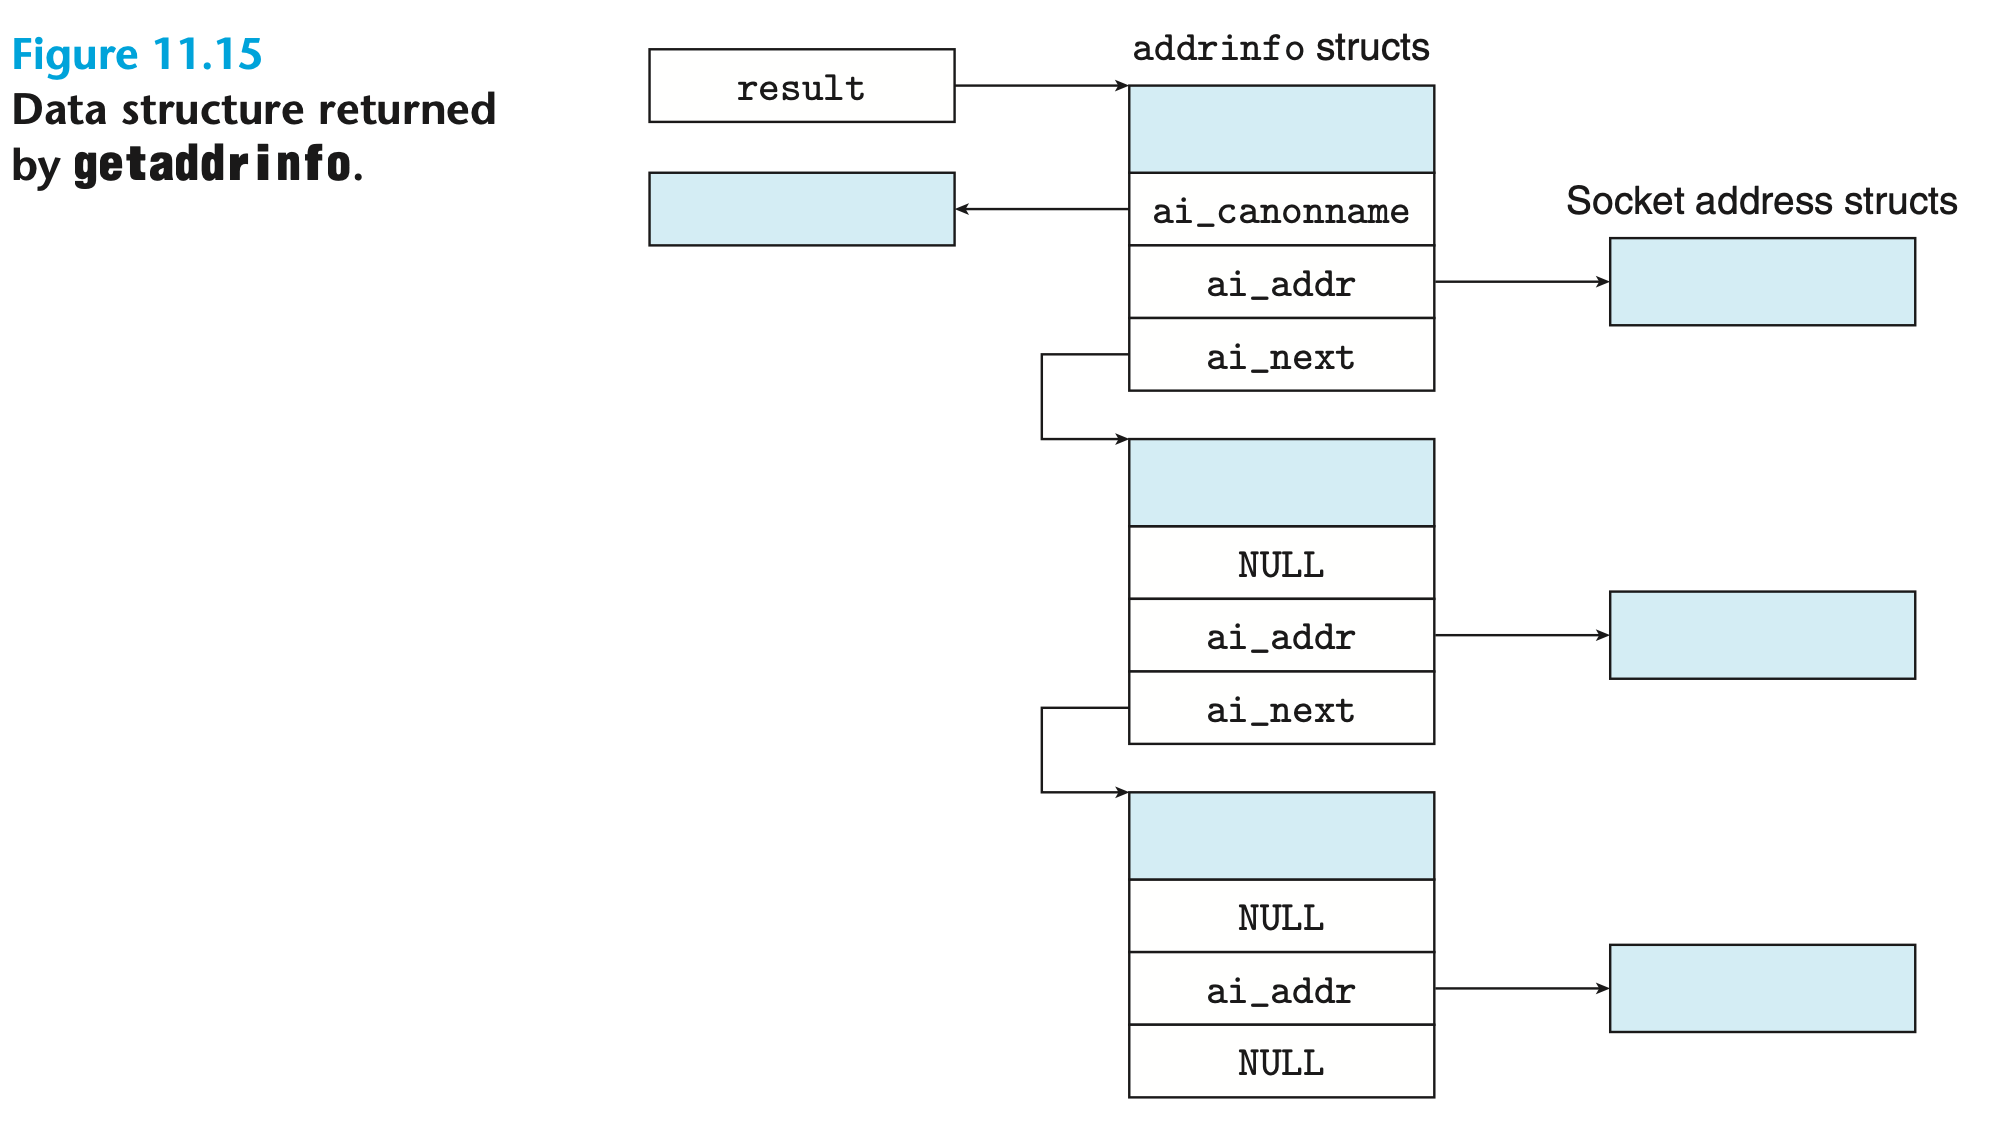 Figure 11.15
Data structure returned
by getaddrinfo.
result
addrinfo structs
ai_canonname
ai_addr
ai_next
Socket address structs
NULL
ai_addr
ai_next
NULL
ai_addr
NULL